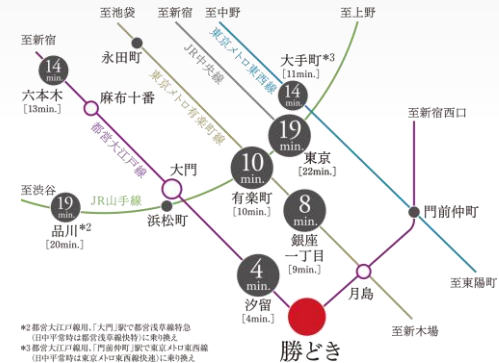 至池袋
至新宿
至中野
至上野
至新宿
永田町
大手町*3
[11min.]
14
min.
14
min.
六本木
[13min.]
麻布十番
東京メトロ有楽町線
JR中央線
東京メトロ東西線
19
min.
東京
[22min.]
至新宿西口
都営大江戸線
大門
10
min.
有楽町
[10min.]
至渋谷
JR山手線
19
min.
品川*2
[20min.]
浜松町
8
min.
銀座
一丁目
[9min.]
門前仲町
4
min.
汐留
[4min.]
月島
至東陽町
勝どき
至新木場
*2 都営大江戸線用、「大門」駅で都営浅草線特急
(日中平常時は都営浅草線快特)に乗り換え
*3 都営大江戸線用、「門前仲町」駅で東京メトロ東西線
(日中平常時は東京メトロ東西線快速)に乗り換え